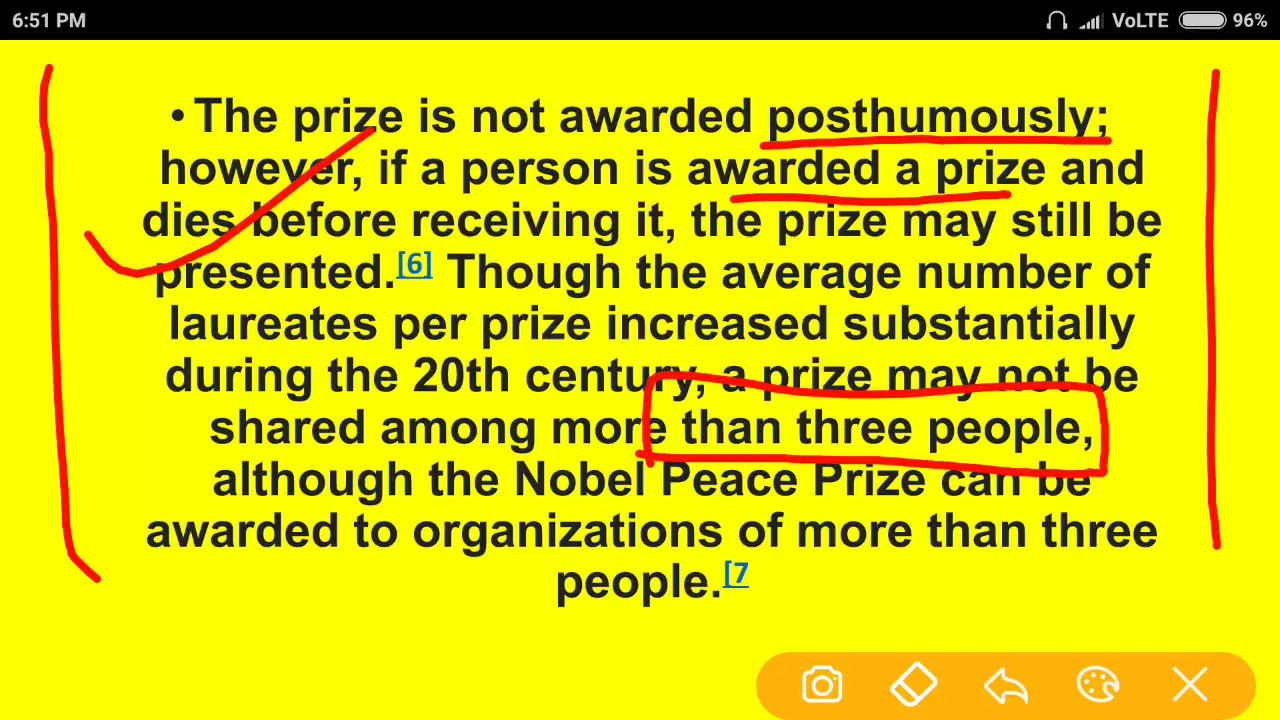 6:51 PM VoLTE 96%
• The prize is not awarded posthumously;
however, if a person is awarded a prize and
dies before receiving it, the prize may still be
presented.[6] Though the average number of
laureates per prize increased substantially
during the 20th century, a prize may not be
shared among more than three people,
although the Nobel Peace Prize can be
awarded to organizations of more than three
people.[7